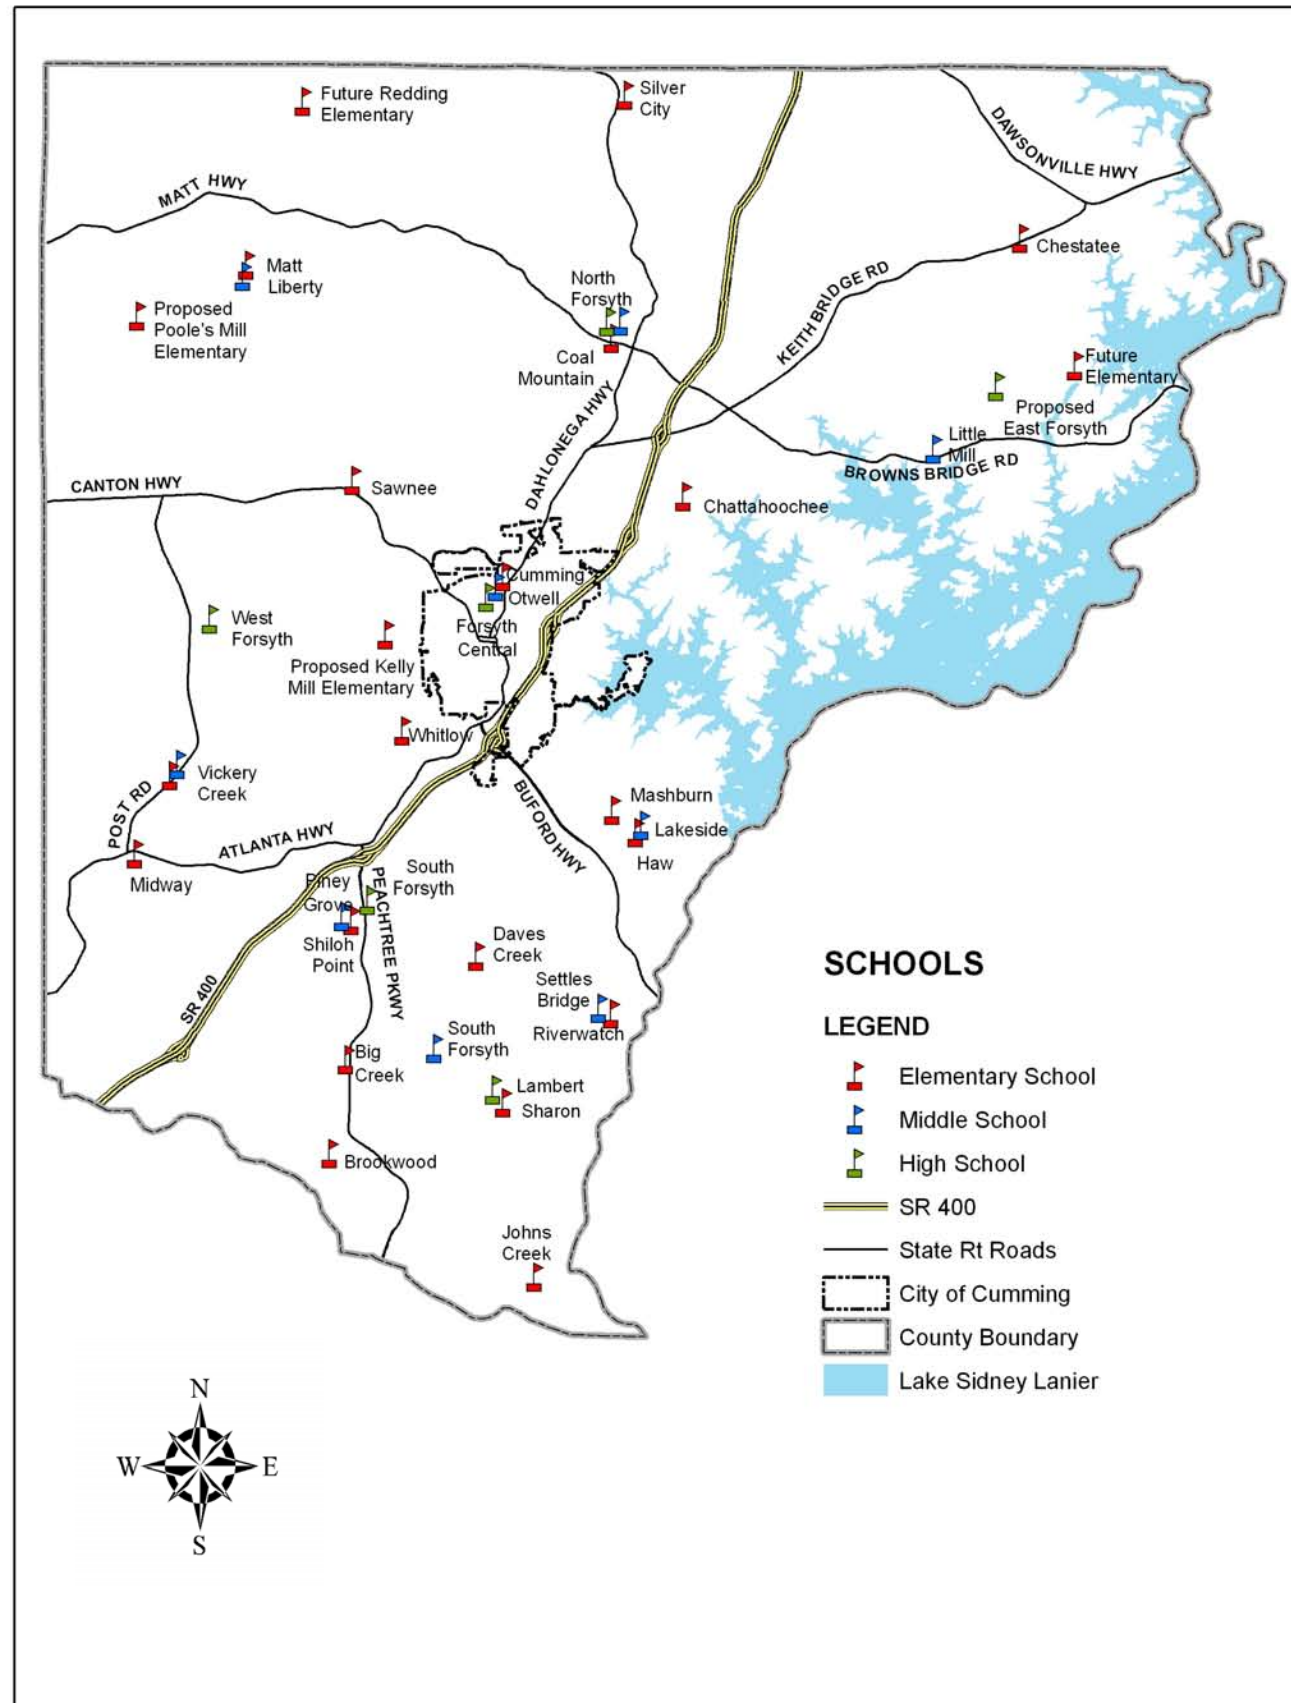 Future Redding
Elementary
Silver
City
DAWSONVILLE HWY
MATT HWY
Chestatee
Matt
Liberty
North
Forsyth
KEITH BRIDGE RD
Proposed
Poole's Mill
Elementary
Coal
Mountain
Future
Elementary
Proposed
East Forsyth
DAHLONEGA HWY
Little
Mill
BROWNS BRIDGE RD
CANTON HWY
Sawnee
Chattahoochee
Cumming
Otwell
West
Forsyth
Forsyth
Central
Proposed Kelly
Mill Elementary
Whitlow
Vickery
Creek
POST RD
BUFORD HWY
Mashburn
Lakeside
Haw
ATLANTA HWY
Midway
Piney
Grove
South
Forsyth
PEACHTREE PKWY
Shiloh
Point
Daves
Creek
SR 400
Settles
Bridge
Riverwatch
South
Forsyth
Big
Creek
Lambert
Sharon
Brookwood
Johns
Creek
SCHOOLS
LEGEND
Elementary School
Middle School
High School
SR 400
State Rt Roads
City of Cumming
County Boundary
Lake Sidney Lanier
N
W E
S